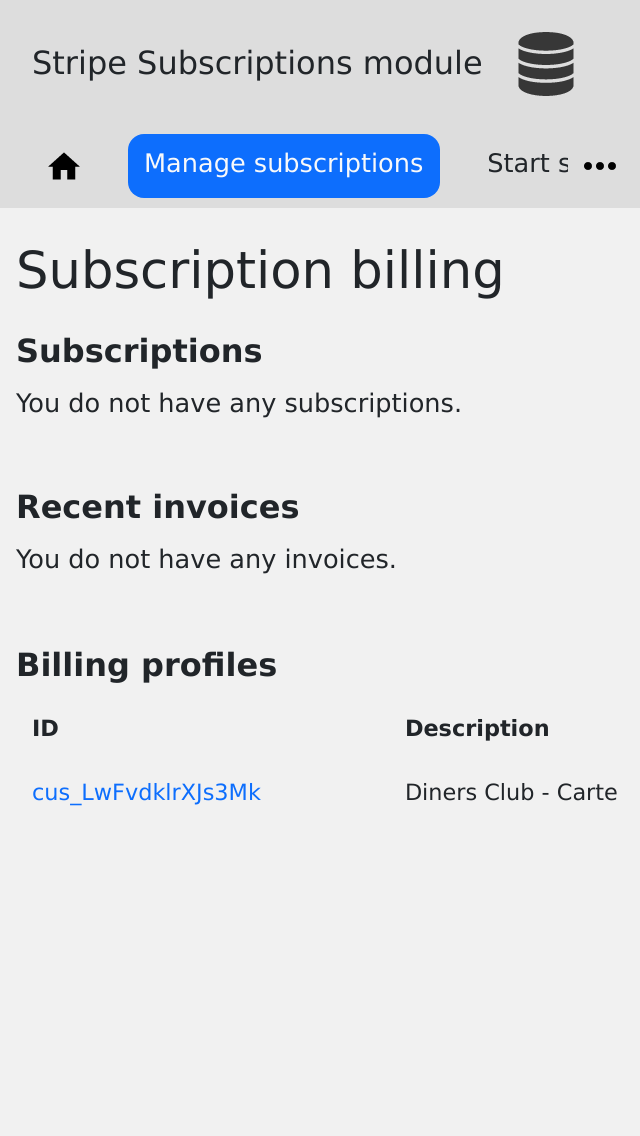 Stripe Subscriptions module
Manage subscriptions
Start s
Subscription billing
Subscriptions
You do not have any subscriptions.
Recent invoices
You do not have any invoices.
Billing profiles
ID Description
cus_LwFvdklrXJs3Mk Diners Club - Carte